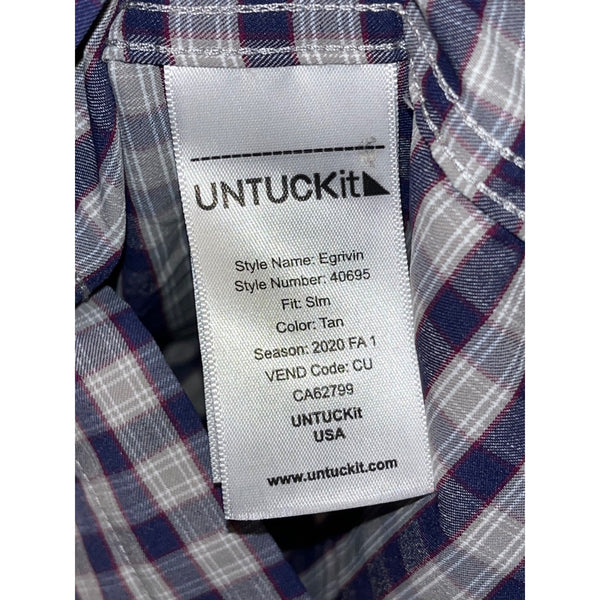 UNTUCKit
Style Name: Egrivin
Style Number: 40695
Fit: Slm
Color: Tan
Season: 2020 FA 1
VEND Code: CU
CA62799
UNTUCKit
USA
www.untuckit.com